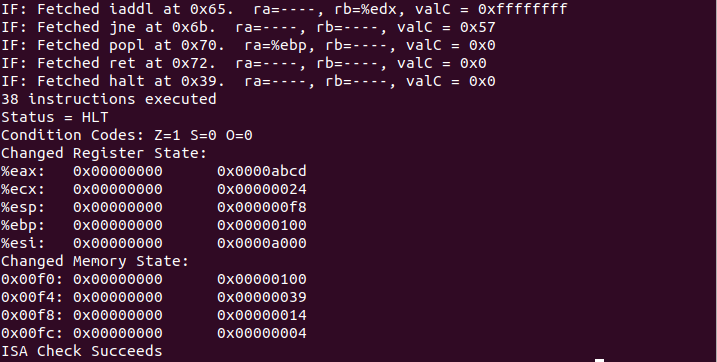 IF: Fetched iaddl at 0x65.  ra=----, rb=%edx, valC = 0xffffffff
IF: Fetched jne at 0x6b.  ra=----, rb=----, valC = 0x57
IF: Fetched popl at 0x70.  ra=%ebp, rb=----, valC = 0x0
IF: Fetched ret at 0x72.  ra=----, rb=----, valC = 0x0
IF: Fetched halt at 0x39.  ra=----, rb=----, valC = 0x0
38 instructions executed
Status = HLT
Condition Codes: Z=1 S=0 O=0
Changed Register State:
%eax:   0x00000000      0x0000abcd
%ecx:   0x00000000      0x00000024
%esp:   0x00000000      0x000000f8
%ebp:   0x00000000      0x00000100
%esi:   0x00000000      0x0000a000
Changed Memory State:
0x00f0: 0x00000000      0x00000100
0x00f4: 0x00000000      0x00000039
0x00f8: 0x00000000      0x00000014
0x00fc: 0x00000000      0x00000004
ISA Check Succeeds